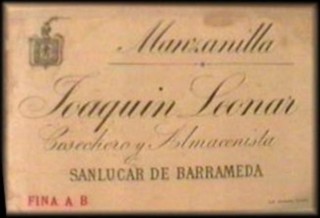 Manzanilla
Joaquin Leonar
Cosechero y Almacenista
SANLUCAR DE BARRAMEDA
FINA A B